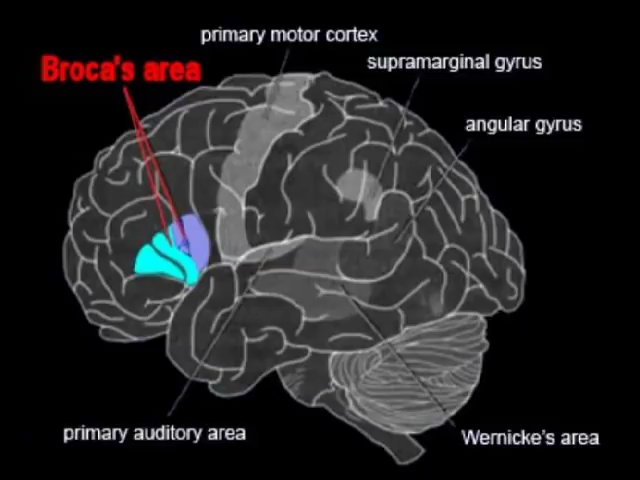 primary motor cortex
Broca's area
supramarginal gyrus
angular gyrus
primary auditory area
Wernicke's area